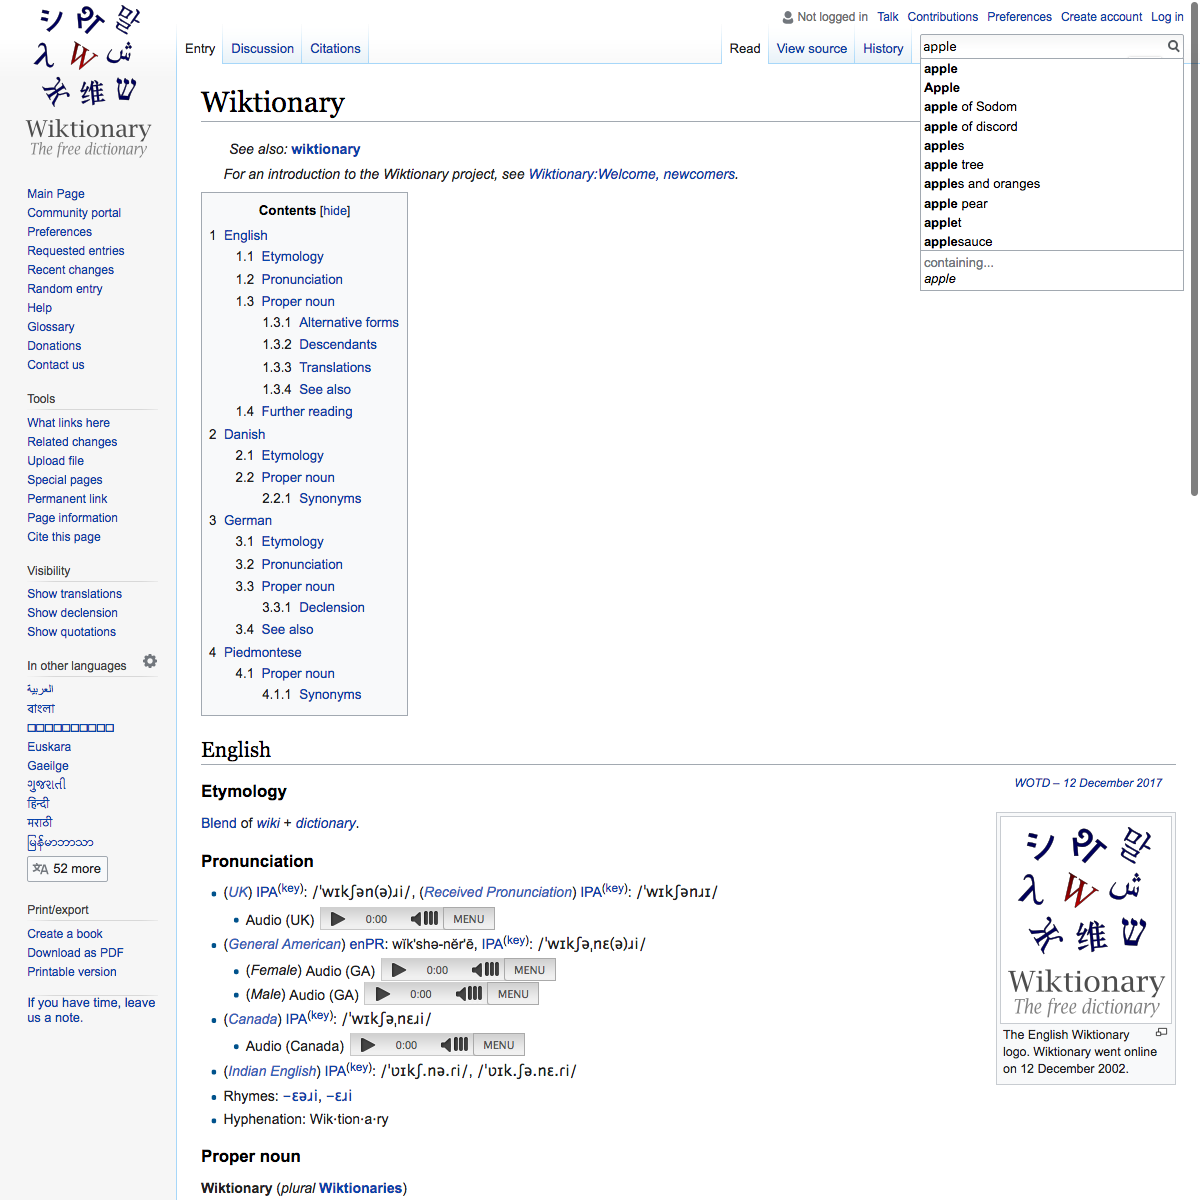 Not logged in Talk Contributions Preferences Create account Log in
Entry Discussion Citations Read View source History apple
apple
Apple
apple of Sodom
apple of discord
apples
apple tree
apples and oranges
apple pear
applet
applesauce
containing...
apple
シ 말
λ W ش
维 ש
Wiktionary
The free dictionary
Main Page
Community portal
Preferences
Requested entries
Recent changes
Random entry
Help
Glossary
Donations
Contact us
Tools
What links here
Related changes
Upload file
Special pages
Permanent link
Page information
Cite this page
Visibility
Show translations
Show declension
Show quotations
In other languages
العربية
বাংলা
Euskara
Gaeilge
ગુજરાતી
हिन्दी
मराठी
မြန်မာဘာသာ
52 more
Print/export
Create a book
Download as PDF
Printable version
If you have time, leave
us a note.
Wiktionary
See also: wiktionary
For an introduction to the Wiktionary project, see Wiktionary:Welcome, newcomers.
Contents [hide]
1 English
1.1 Etymology
1.2 Pronunciation
1.3 Proper noun
1.3.1 Alternative forms
1.3.2 Descendants
1.3.3 Translations
1.3.4 See also
1.4 Further reading
2 Danish
2.1 Etymology
2.2 Proper noun
2.2.1 Synonyms
3 German
3.1 Etymology
3.2 Pronunciation
3.3 Proper noun
3.3.1 Declension
3.4 See also
4 Piedmontese
4.1 Proper noun
4.1.1 Synonyms
English
Etymology
Blend of wiki + dictionary.
Pronunciation
(UK) IPA(key): /ˈwɪkʃən(ə)ɹi/, (Received Pronunciation) IPA(key): /ˈwɪkʃənɹɪ/
Audio (UK) 0:00 MENU
(General American) enPR: wĭk'shə-nĕr'ē, IPA(key): /ˈwɪkʃəˌnɛ(ə)ɹi/
(Female) Audio (GA) 0:00 MENU
(Male) Audio (GA) 0:00 MENU
(Canada) IPA(key): /ˈwɪkʃəˌnɛɹi/
Audio (Canada) 0:00 MENU
(Indian English) IPA(key): /ˈʋɪkʃ.nə.ɾi/, /ˈʋɪk.ʃə.nɛ.ɾi/
Rhymes: -ɛəɹi, -ɛɹi
Hyphenation: Wik‧tion‧a‧ry
Proper noun
Wiktionary (plural Wiktionaries)
WOTD – 12 December 2017
シ 말
λ W ش
维 ש
Wiktionary
The free dictionary
The English Wiktionary
logo. Wiktionary went online
on 12 December 2002.